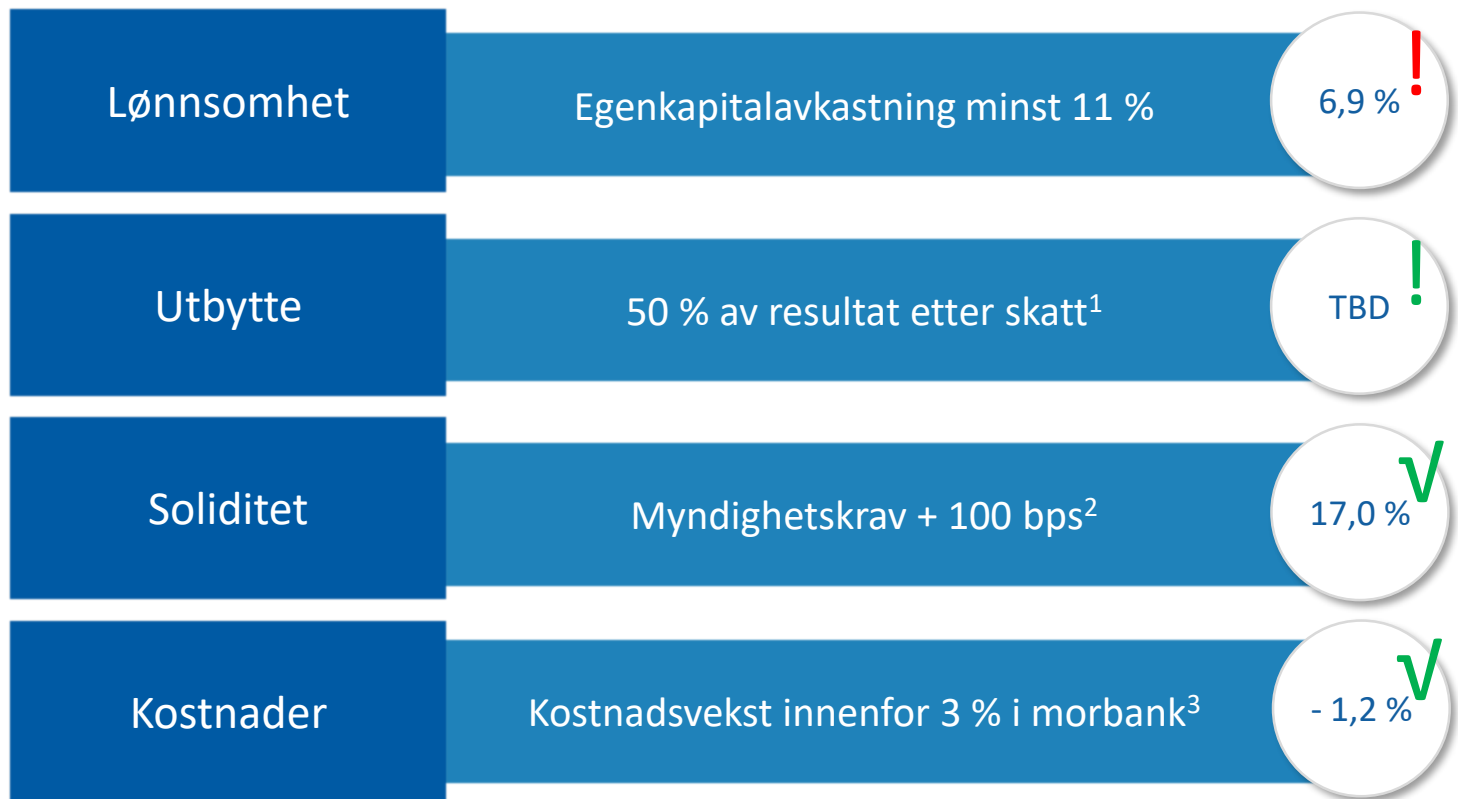 Lønnsomhet
Egenkapitalavkastning minst 11 %
6,9 %
!
Utbytte
50 % av resultat etter skatt¹
TBD
!
Soliditet
Myndighetskrav + 100 bps²
17,0 %
√
Kostnader
Kostnadsvekst innenfor 3 % i morbank³
- 1,2 %
√